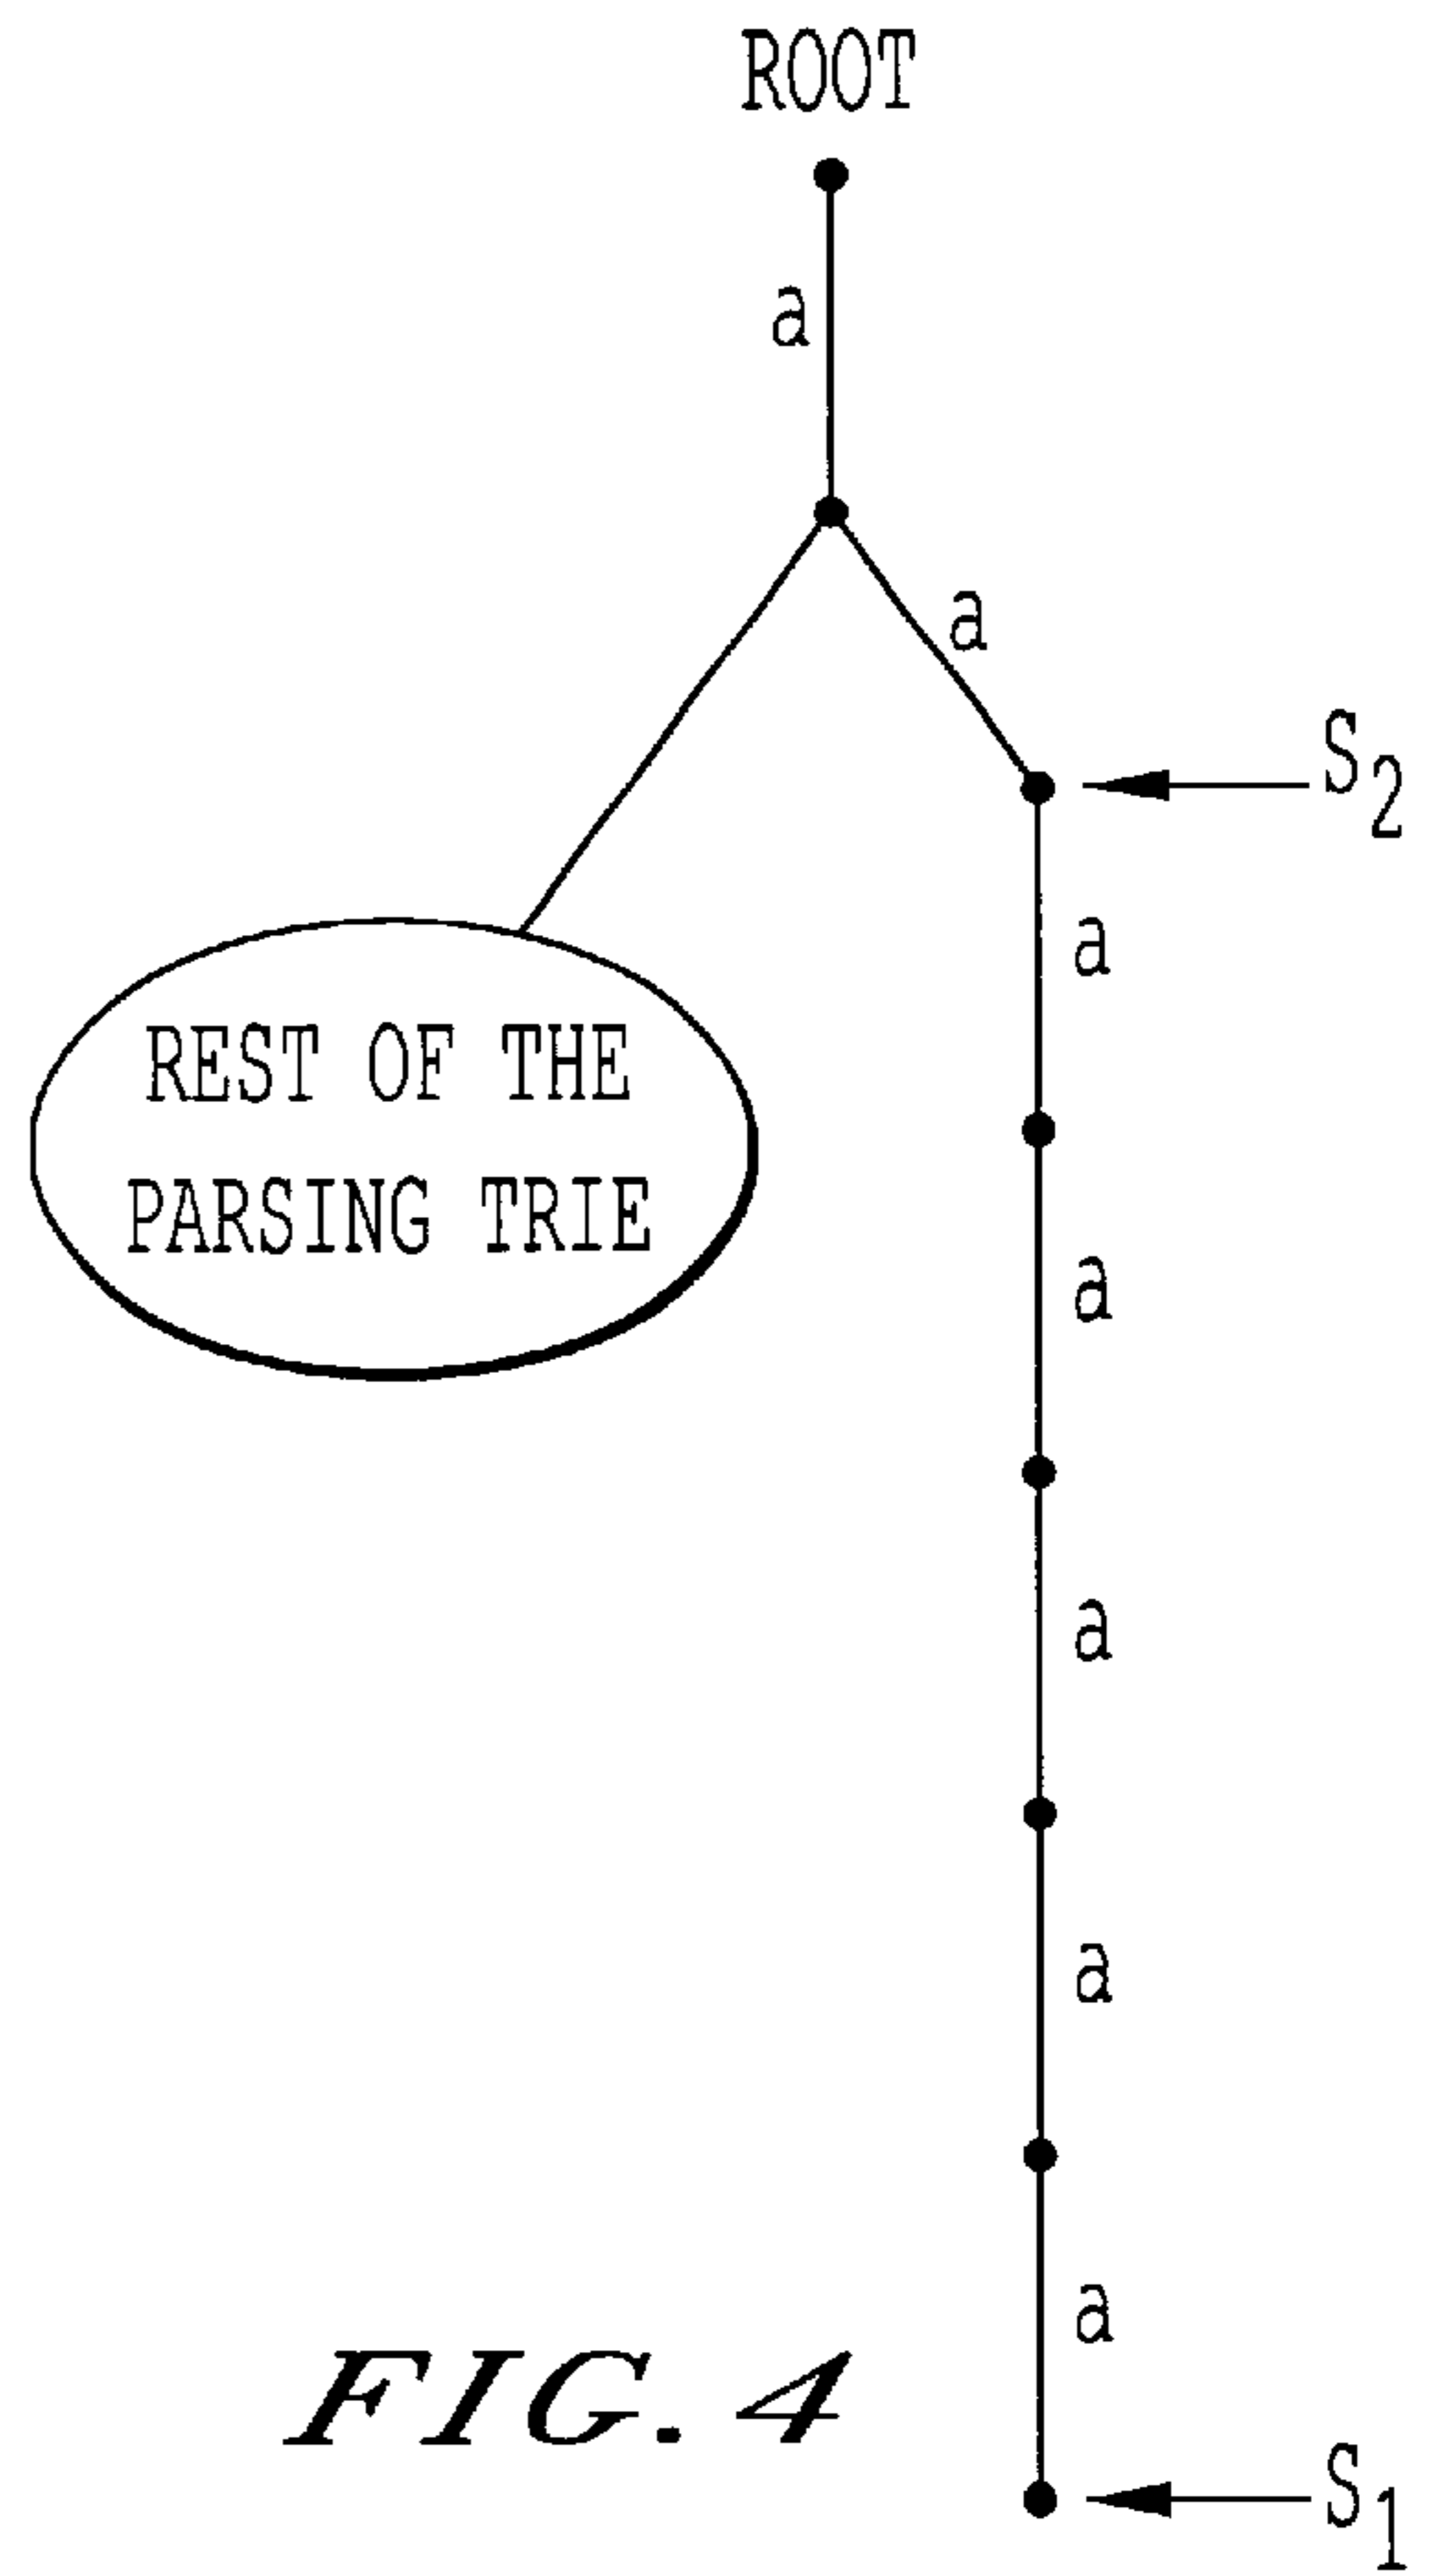 ROOT
a
a
S2
a
REST OF THE
PARSING TRIE
a
a
a
a
FIG. 4
S1